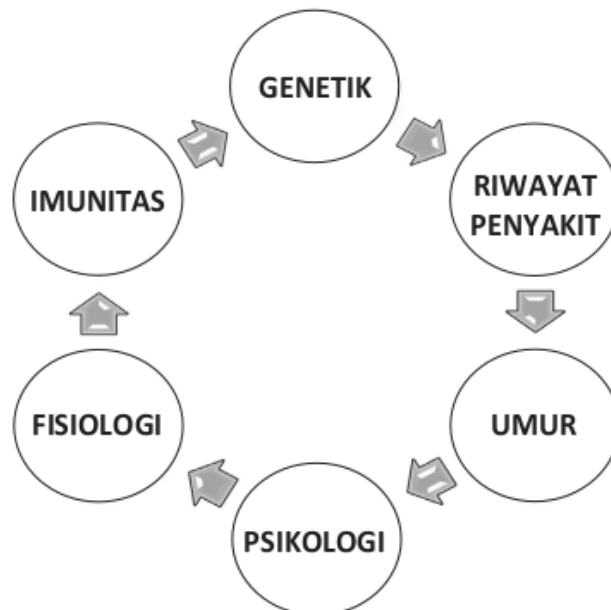 GENETIK
RIWAYAT
PENYAKIT
UMUR
PSIKOLOGI
FISIOLOGI
IMUNITAS